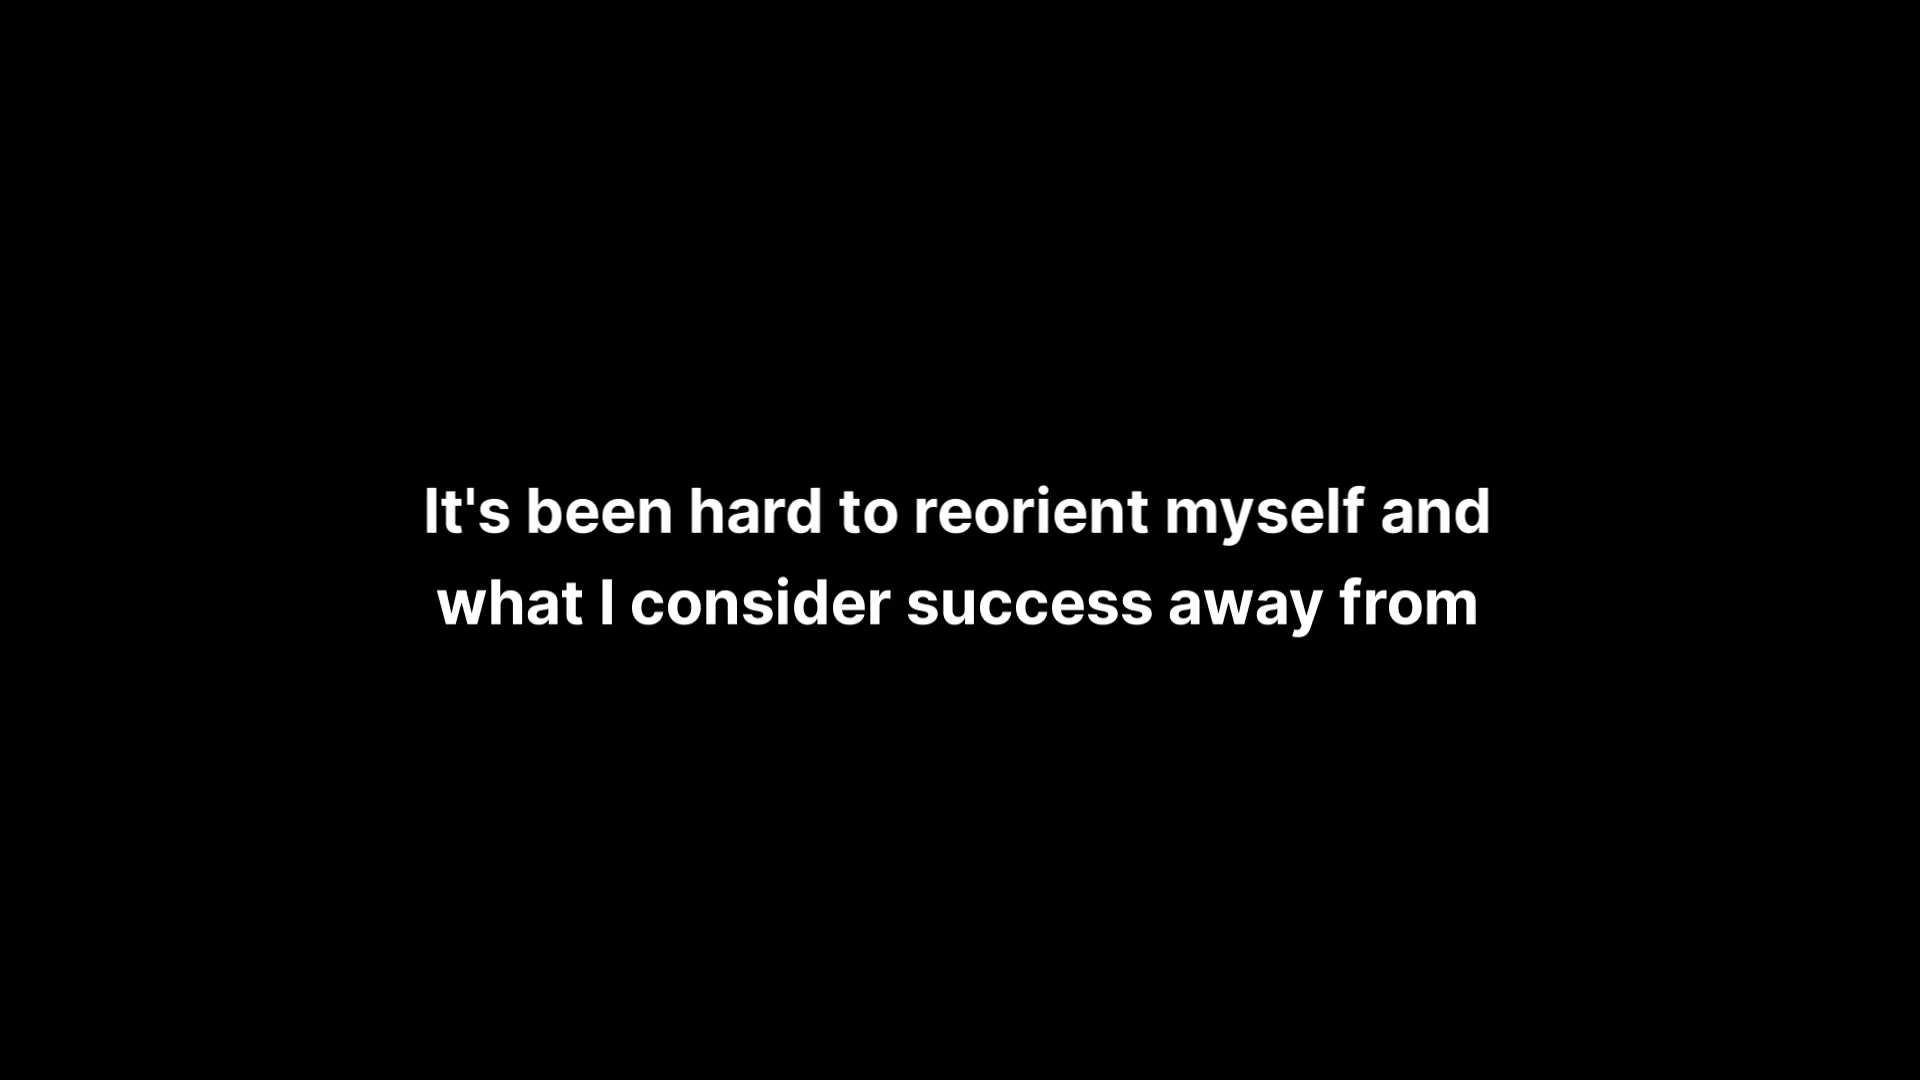 It's been hard to reorient myself and
what I consider success away from